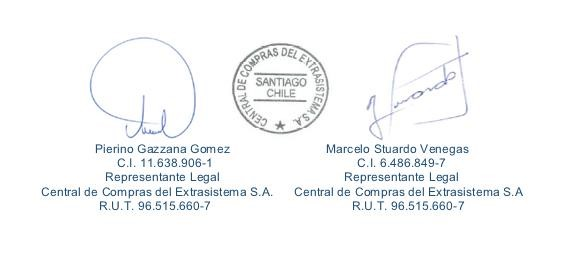 CENTRAL DE COMPRAS DEL EXTRASISTEMA S.A.
SANTIAGO
CHILE
Pierino Gazzana Gomez
C.I. 11.638.906-1
Representante Legal
Central de Compras del Extrasistema S.A.
R.U.T. 96.515.660-7
Marcelo Stuardo Venegas
C.I. 6.486.849-7
Representante Legal
Central de Compras del Extrasistema S.A
R.U.T. 96.515.660-7